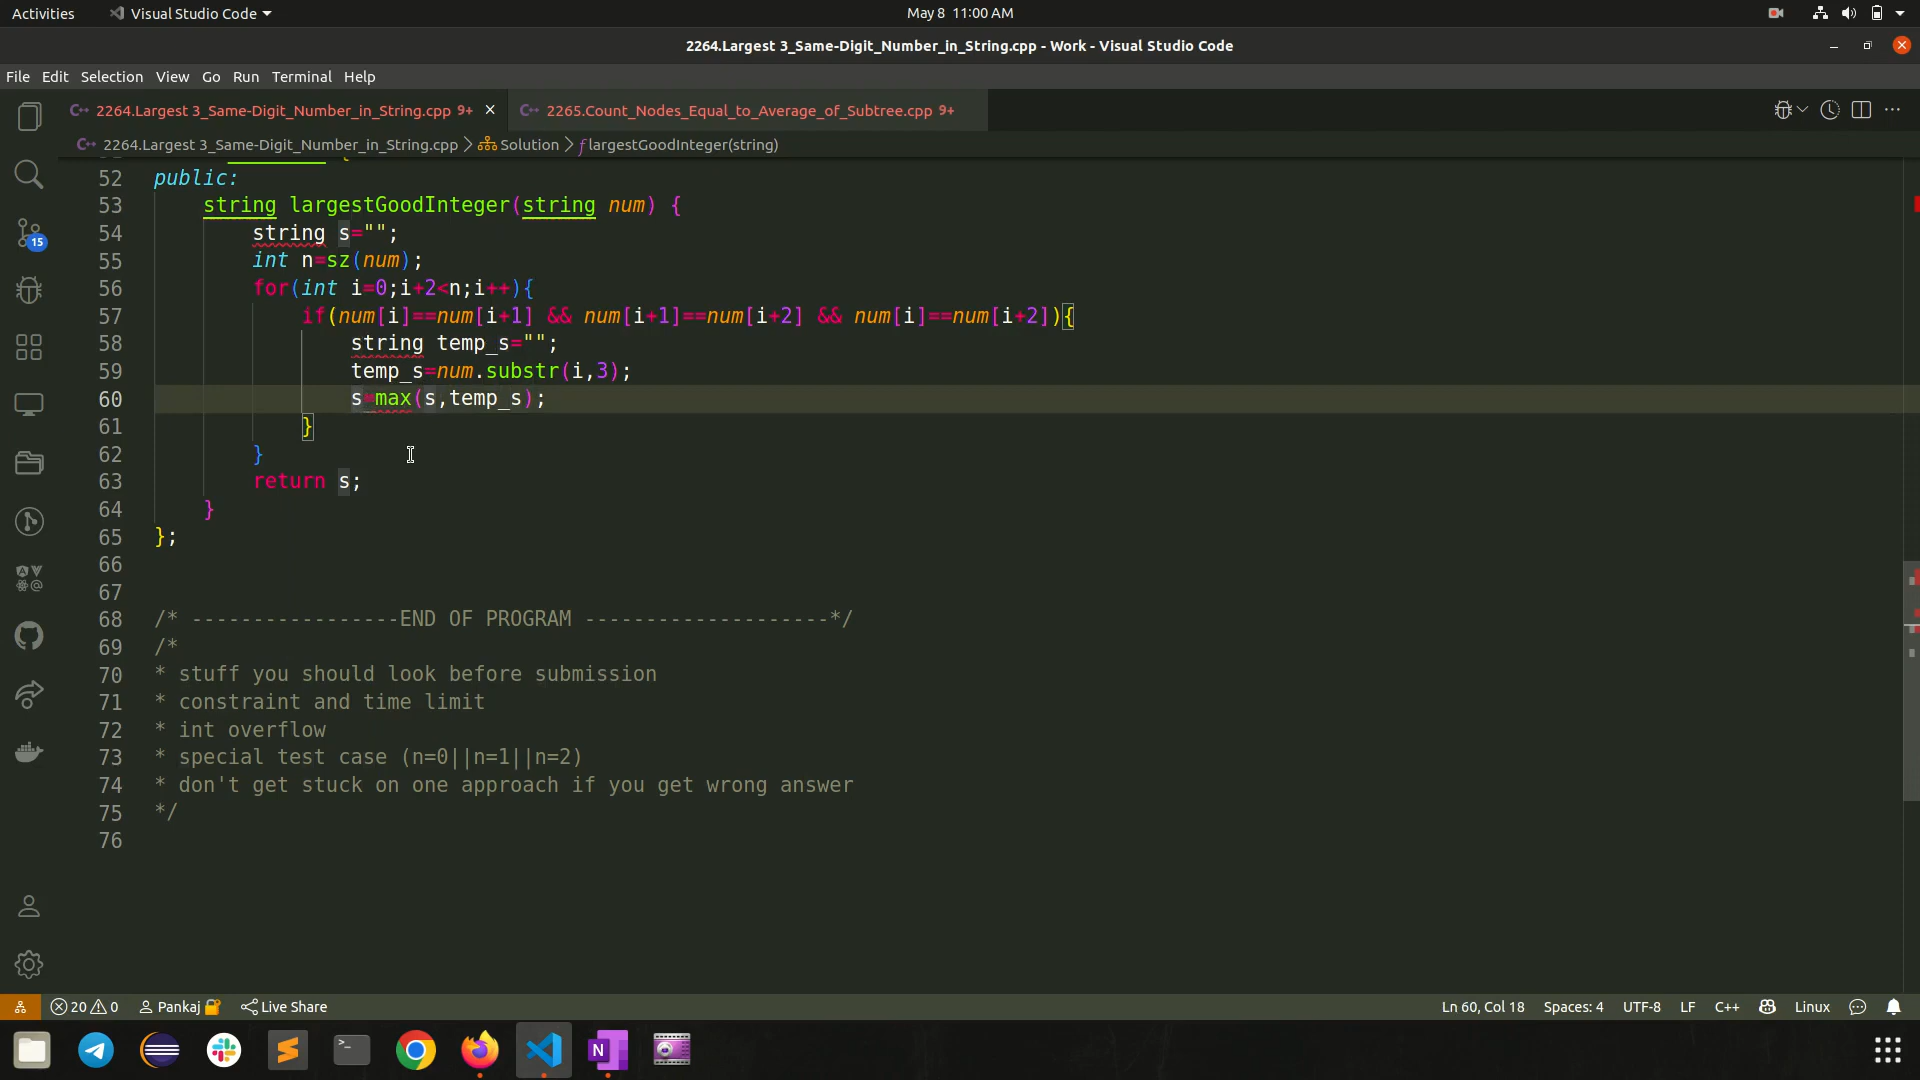 Activities Visual Studio Code May 8 11:00 AM
2264.Largest 3_Same-Digit_Number_in_String.cpp - Work - Visual Studio Code
File Edit Selection View Go Run Terminal Help
2264.Largest 3_Same-Digit_Number_in_String.cpp 9+ 2265.Count_Nodes_Equal_to_Average_of_Subtree.cpp 9+
2264.Largest 3_Same-Digit_Number_in_String.cpp > Solution > largestGoodInteger(string)
52 public:
53 string largestGoodInteger(string num) {
54 string s="";
55 int n=sz(num);
56 for(int i=0;i+2<n;i++){
57 if(num[i]==num[i+1] && num[i+1]==num[i+2] && num[i]==num[i+2]){
58 string temp_s="";
59 temp_s=num.substr(i,3);
60 s=max(s,temp_s);
61 }
62 }
63 return s;
64 }
65 };
66
67
68 /* -----------------END OF PROGRAM --------------------*/
69 /*
70 * stuff you should look before submission
71 * constraint and time limit
72 * int overflow
73 * special test case (n=0||n=1||n=2)
74 * don't get stuck on one approach if you get wrong answer
75 */
76
15
20 0 Pankaj Live Share Ln 60, Col 18 Spaces: 4 UTF-8 LF C++ Linux